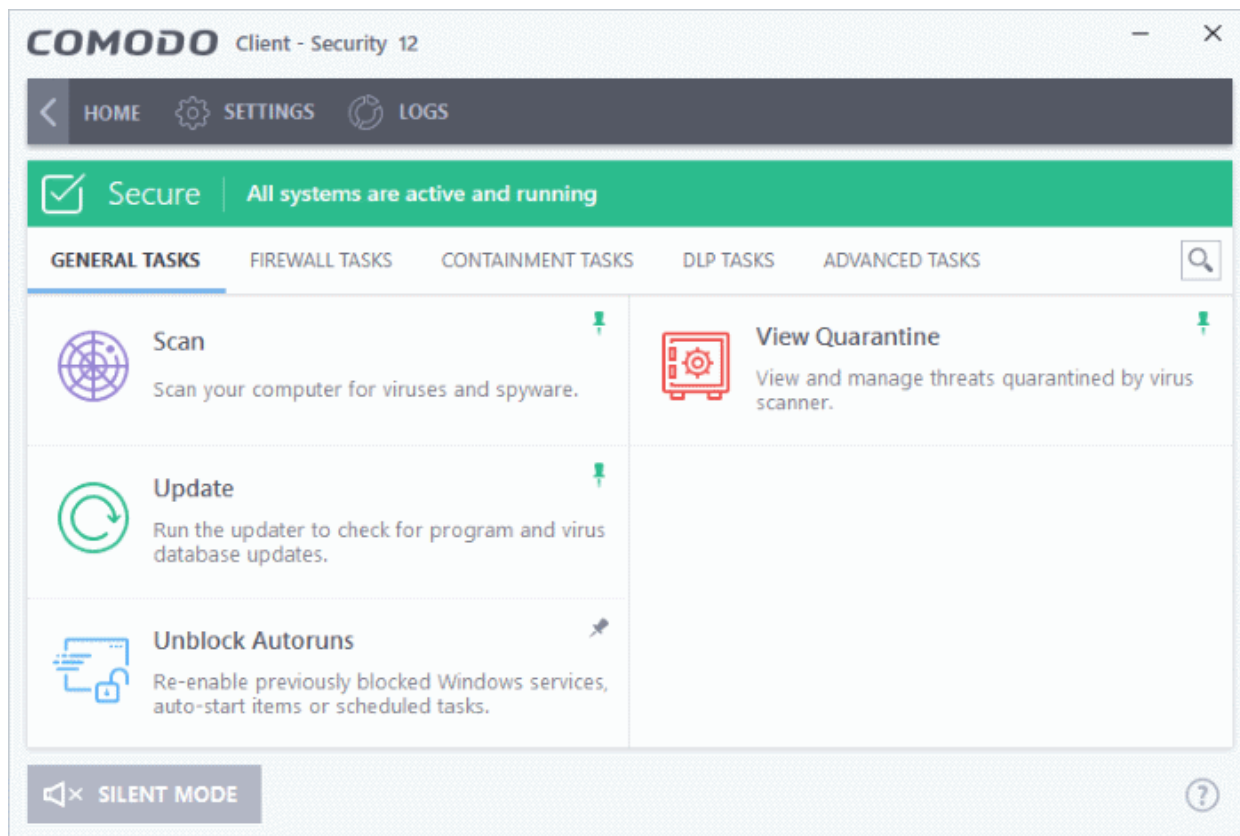 COMODO Client - Security 12
HOME SETTINGS LOGS
Secure All systems are active and running
GENERAL TASKS FIREWALL TASKS CONTAINMENT TASKS DLP TASKS ADVANCED TASKS
Scan
Scan your computer for viruses and spyware.
View Quarantine
View and manage threats quarantined by virus
scanner.
Update
Run the updater to check for program and virus
database updates.
Unblock Autoruns
Re-enable previously blocked Windows services,
auto-start items or scheduled tasks.
SILENT MODE
?